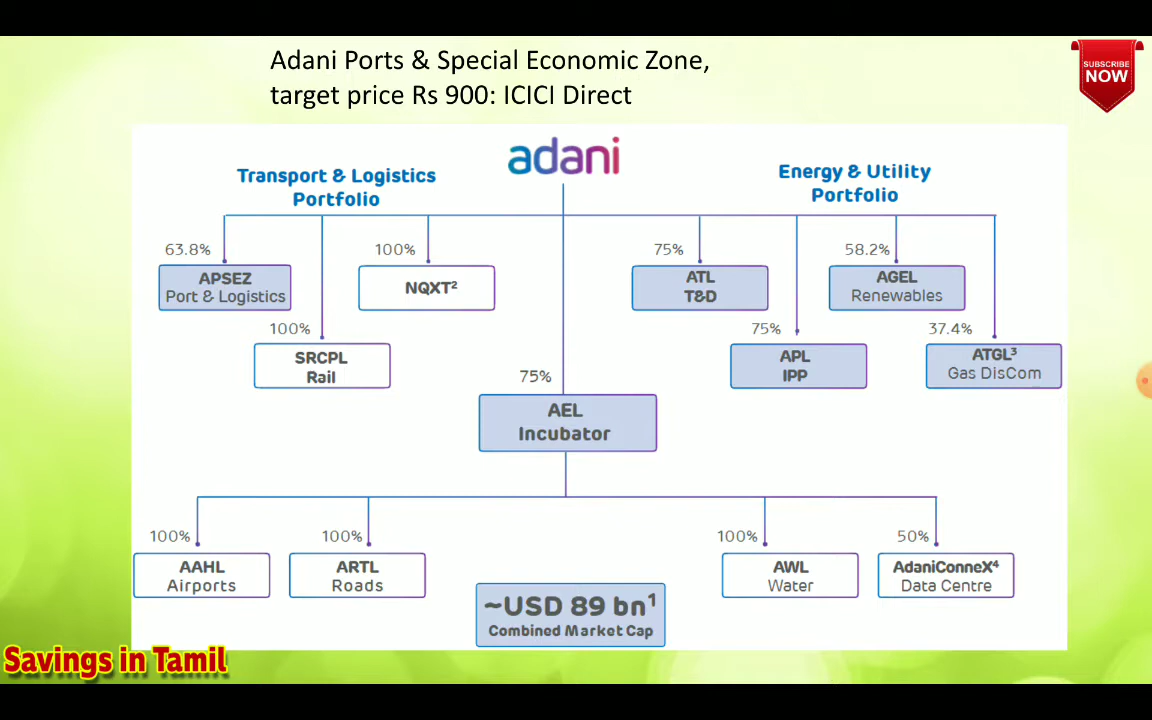 Adani Ports & Special Economic Zone,
target price Rs 900: ICICI Direct
SUBSCRIBE
NOW
adani
Transport & Logistics
Portfolio
Energy & Utility
Portfolio
63.8%
APSEZ
Port & Logistics
100%
SRCPL
Rail
100%
NQXT²
75%
ATL
T&D
75%
APL
IPP
58.2%
AGEL
Renewables
37.4%
ATGL³
Gas DisCom
75%
AEL
Incubator
100%
AAHL
Airports
100%
ARTL
Roads
100%
AWL
Water
50%
AdaniConneX⁴
Data Centre
~USD 89 bn¹
Combined Market Cap
Savings in Tamil